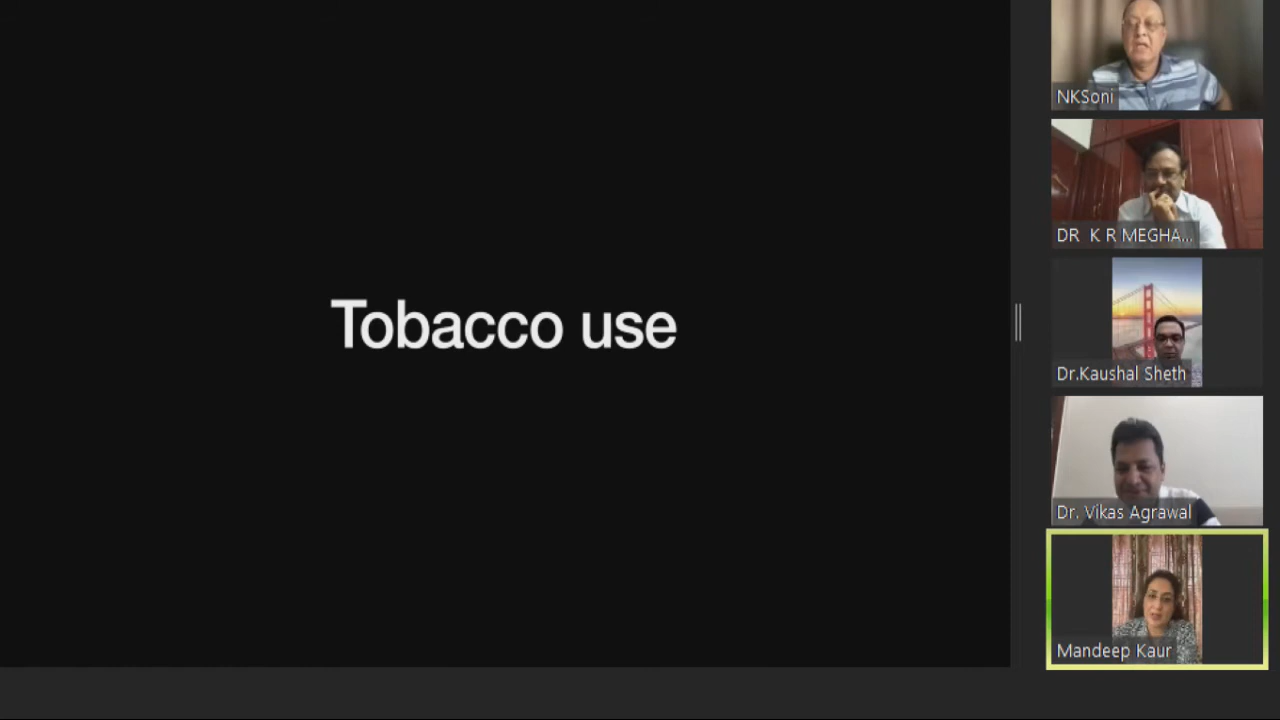 Tobacco use
NKSoni
DR K R MEGHA...
Dr.Kaushal Sheth
Dr. Vikas Agrawal
Mandeep Kaur